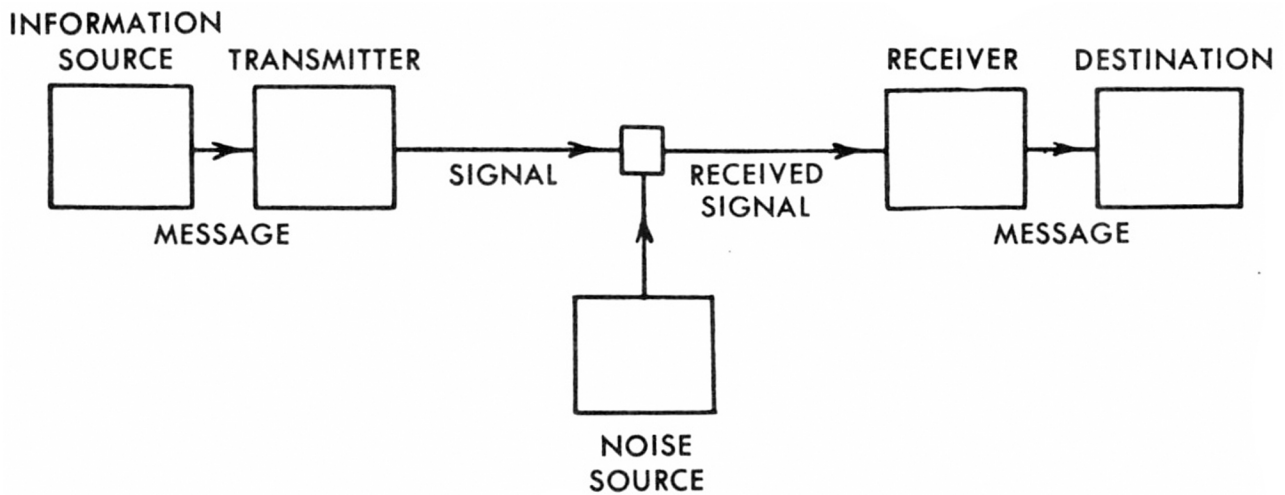 INFORMATION
SOURCE
TRANSMITTER
RECEIVER
DESTINATION
SIGNAL
RECEIVED
SIGNAL
MESSAGE
MESSAGE
NOISE
SOURCE